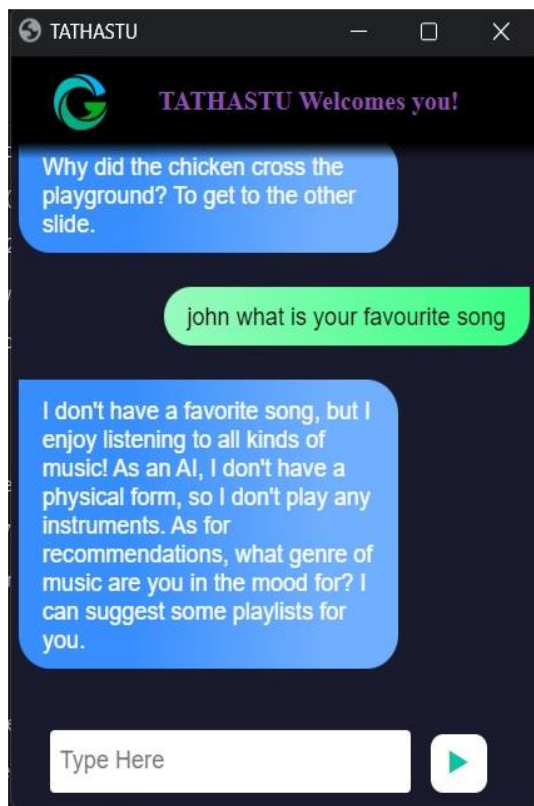 TATHASTU
TATHASTU Welcomes you!
Why did the chicken cross the
playground? To get to the other
slide.
john what is your favourite song
I don't have a favorite song, but I
enjoy listening to all kinds of
music! As an AI, I don't have a
physical form, so I don't play any
instruments. As for
recommendations, what genre of
music are you in the mood for? I
can suggest some playlists for
you.
Type Here